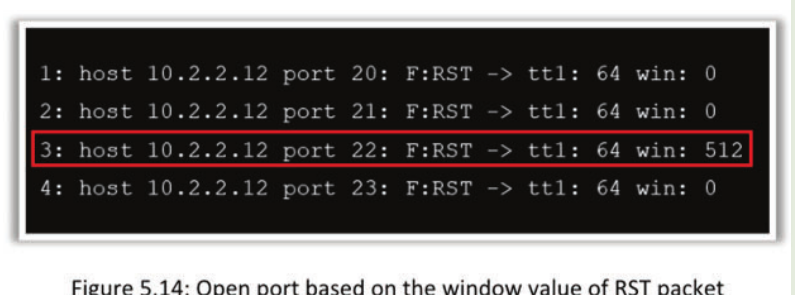 1: host 10.2.2.12 port 20: F:RST -> ttl: 64 win: 0
2: host 10.2.2.12 port 21: F:RST -> ttl: 64 win: 0
3: host 10.2.2.12 port 22: F:RST -> ttl: 64 win: 512
4: host 10.2.2.12 port 23: F:RST -> ttl: 64 win: 0
Figure 5.14: Open port based on the window value of RST packet